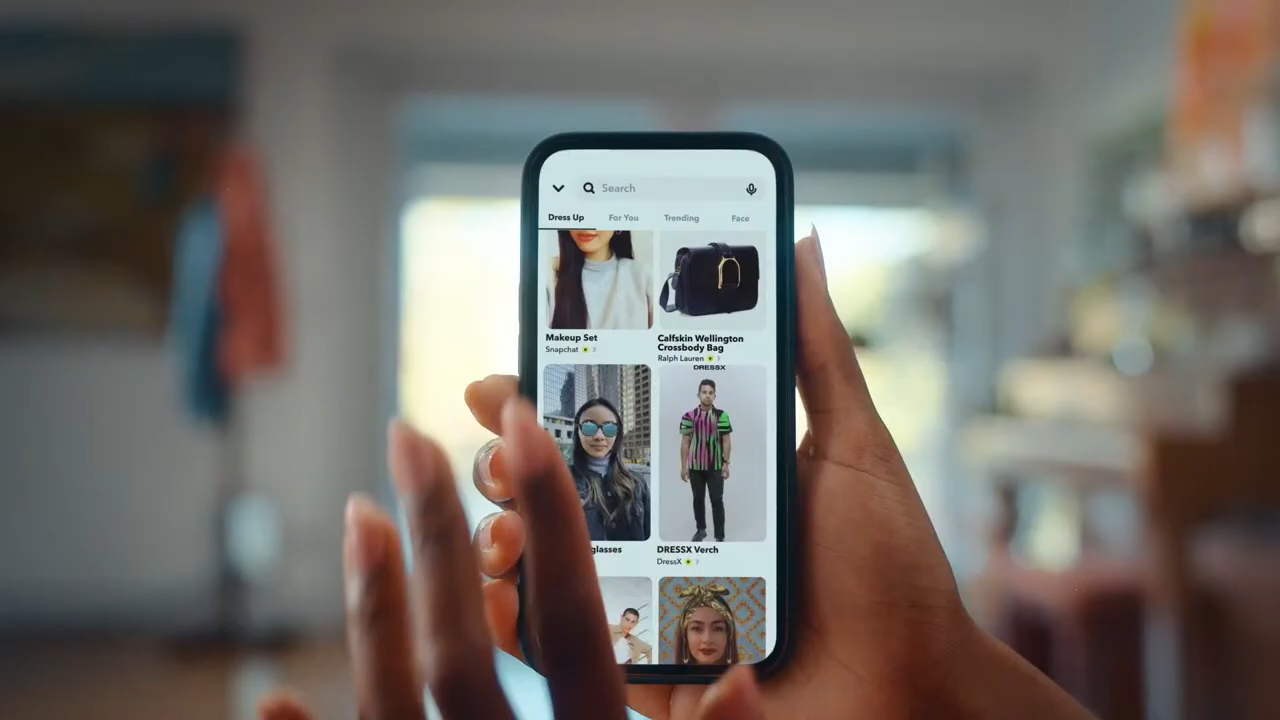 Search
Dress Up For You Trending Face
Makeup Set
Snapchat
Calfskin Wellington
Crossbody Bag
Ralph Lauren
DRESSX
glasses
DRESSX Verch
DressX